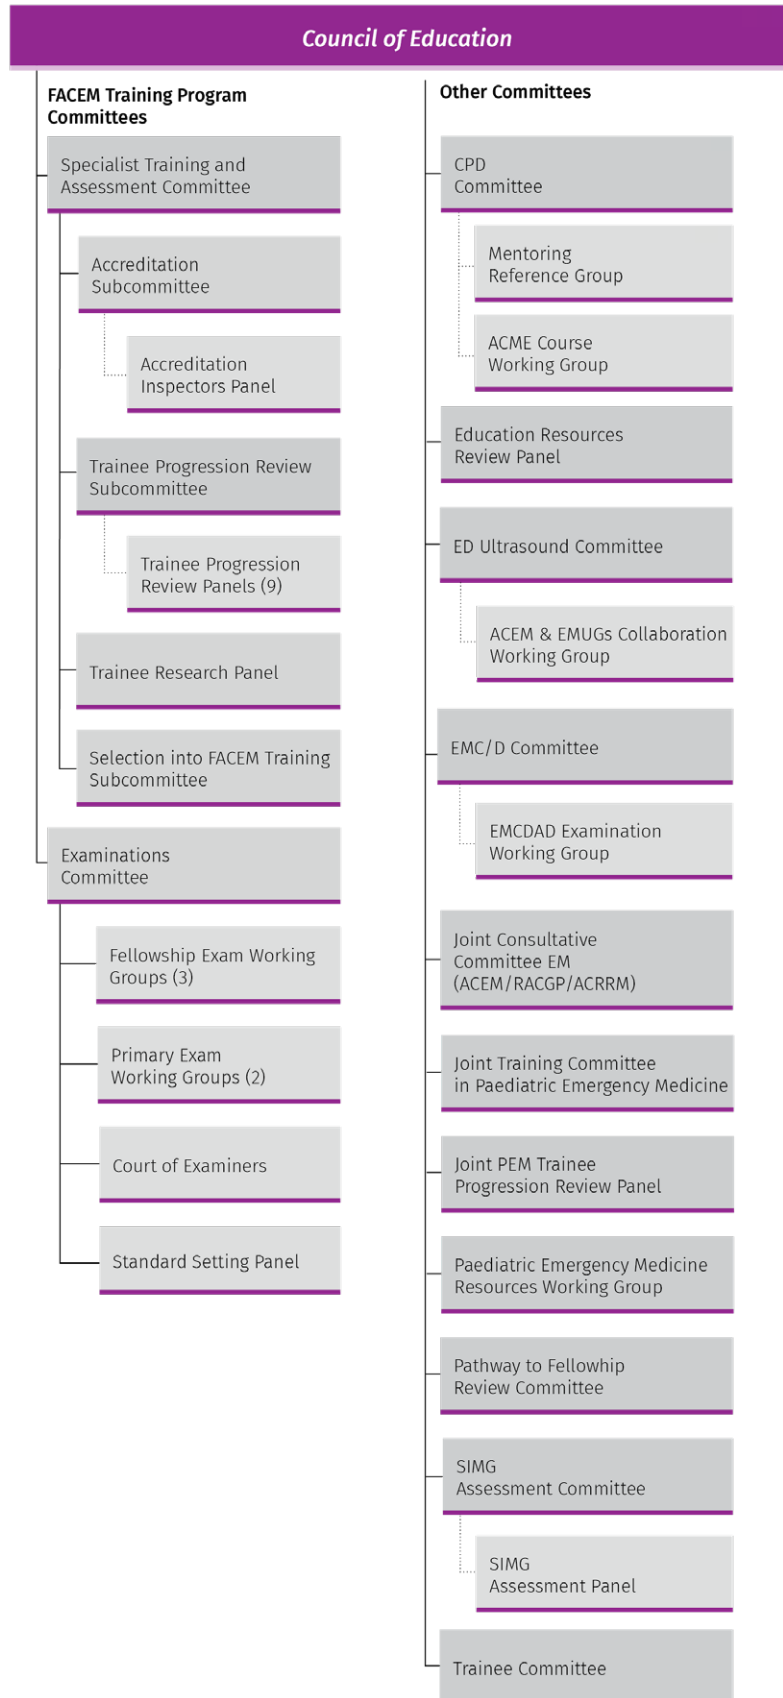 Council of Education
FACEM Training Program
Committees
Specialist Training and
Assessment Committee
Accreditation
Subcommittee
Accreditation
Inspectors Panel
Trainee Progression Review
Subcommittee
Trainee Progression
Review Panels (9)
Trainee Research Panel
Selection into FACEM Training
Subcommittee
Examinations
Committee
Fellowship Exam Working
Groups (3)
Primary Exam
Working Groups (2)
Court of Examiners
Standard Setting Panel
Other Committees
CPD
Committee
Mentoring
Reference Group
ACME Course
Working Group
Education Resources
Review Panel
ED Ultrasound Committee
ACEM & EMUGs Collaboration
Working Group
EMC/D Committee
EMCDAD Examination
Working Group
Joint Consultative
Committee EM
(ACEM/RACGP/ACRRM)
Joint Training Committee
in Paediatric Emergency Medicine
Joint PEM Trainee
Progression Review Panel
Paediatric Emergency Medicine
Resources Working Group
Pathway to Fellowhip
Review Committee
SIMG
Assessment Committee
SIMG
Assessment Panel
Trainee Committee